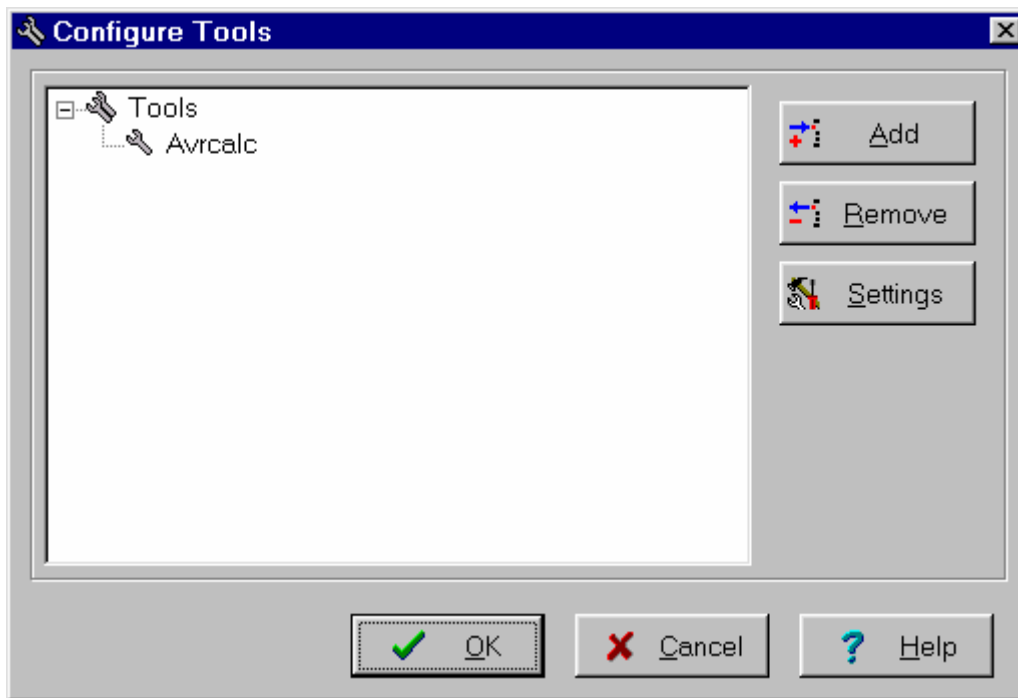 Configure Tools
Tools
Avrcalc
Add
Remove
Settings
OK
Cancel
Help